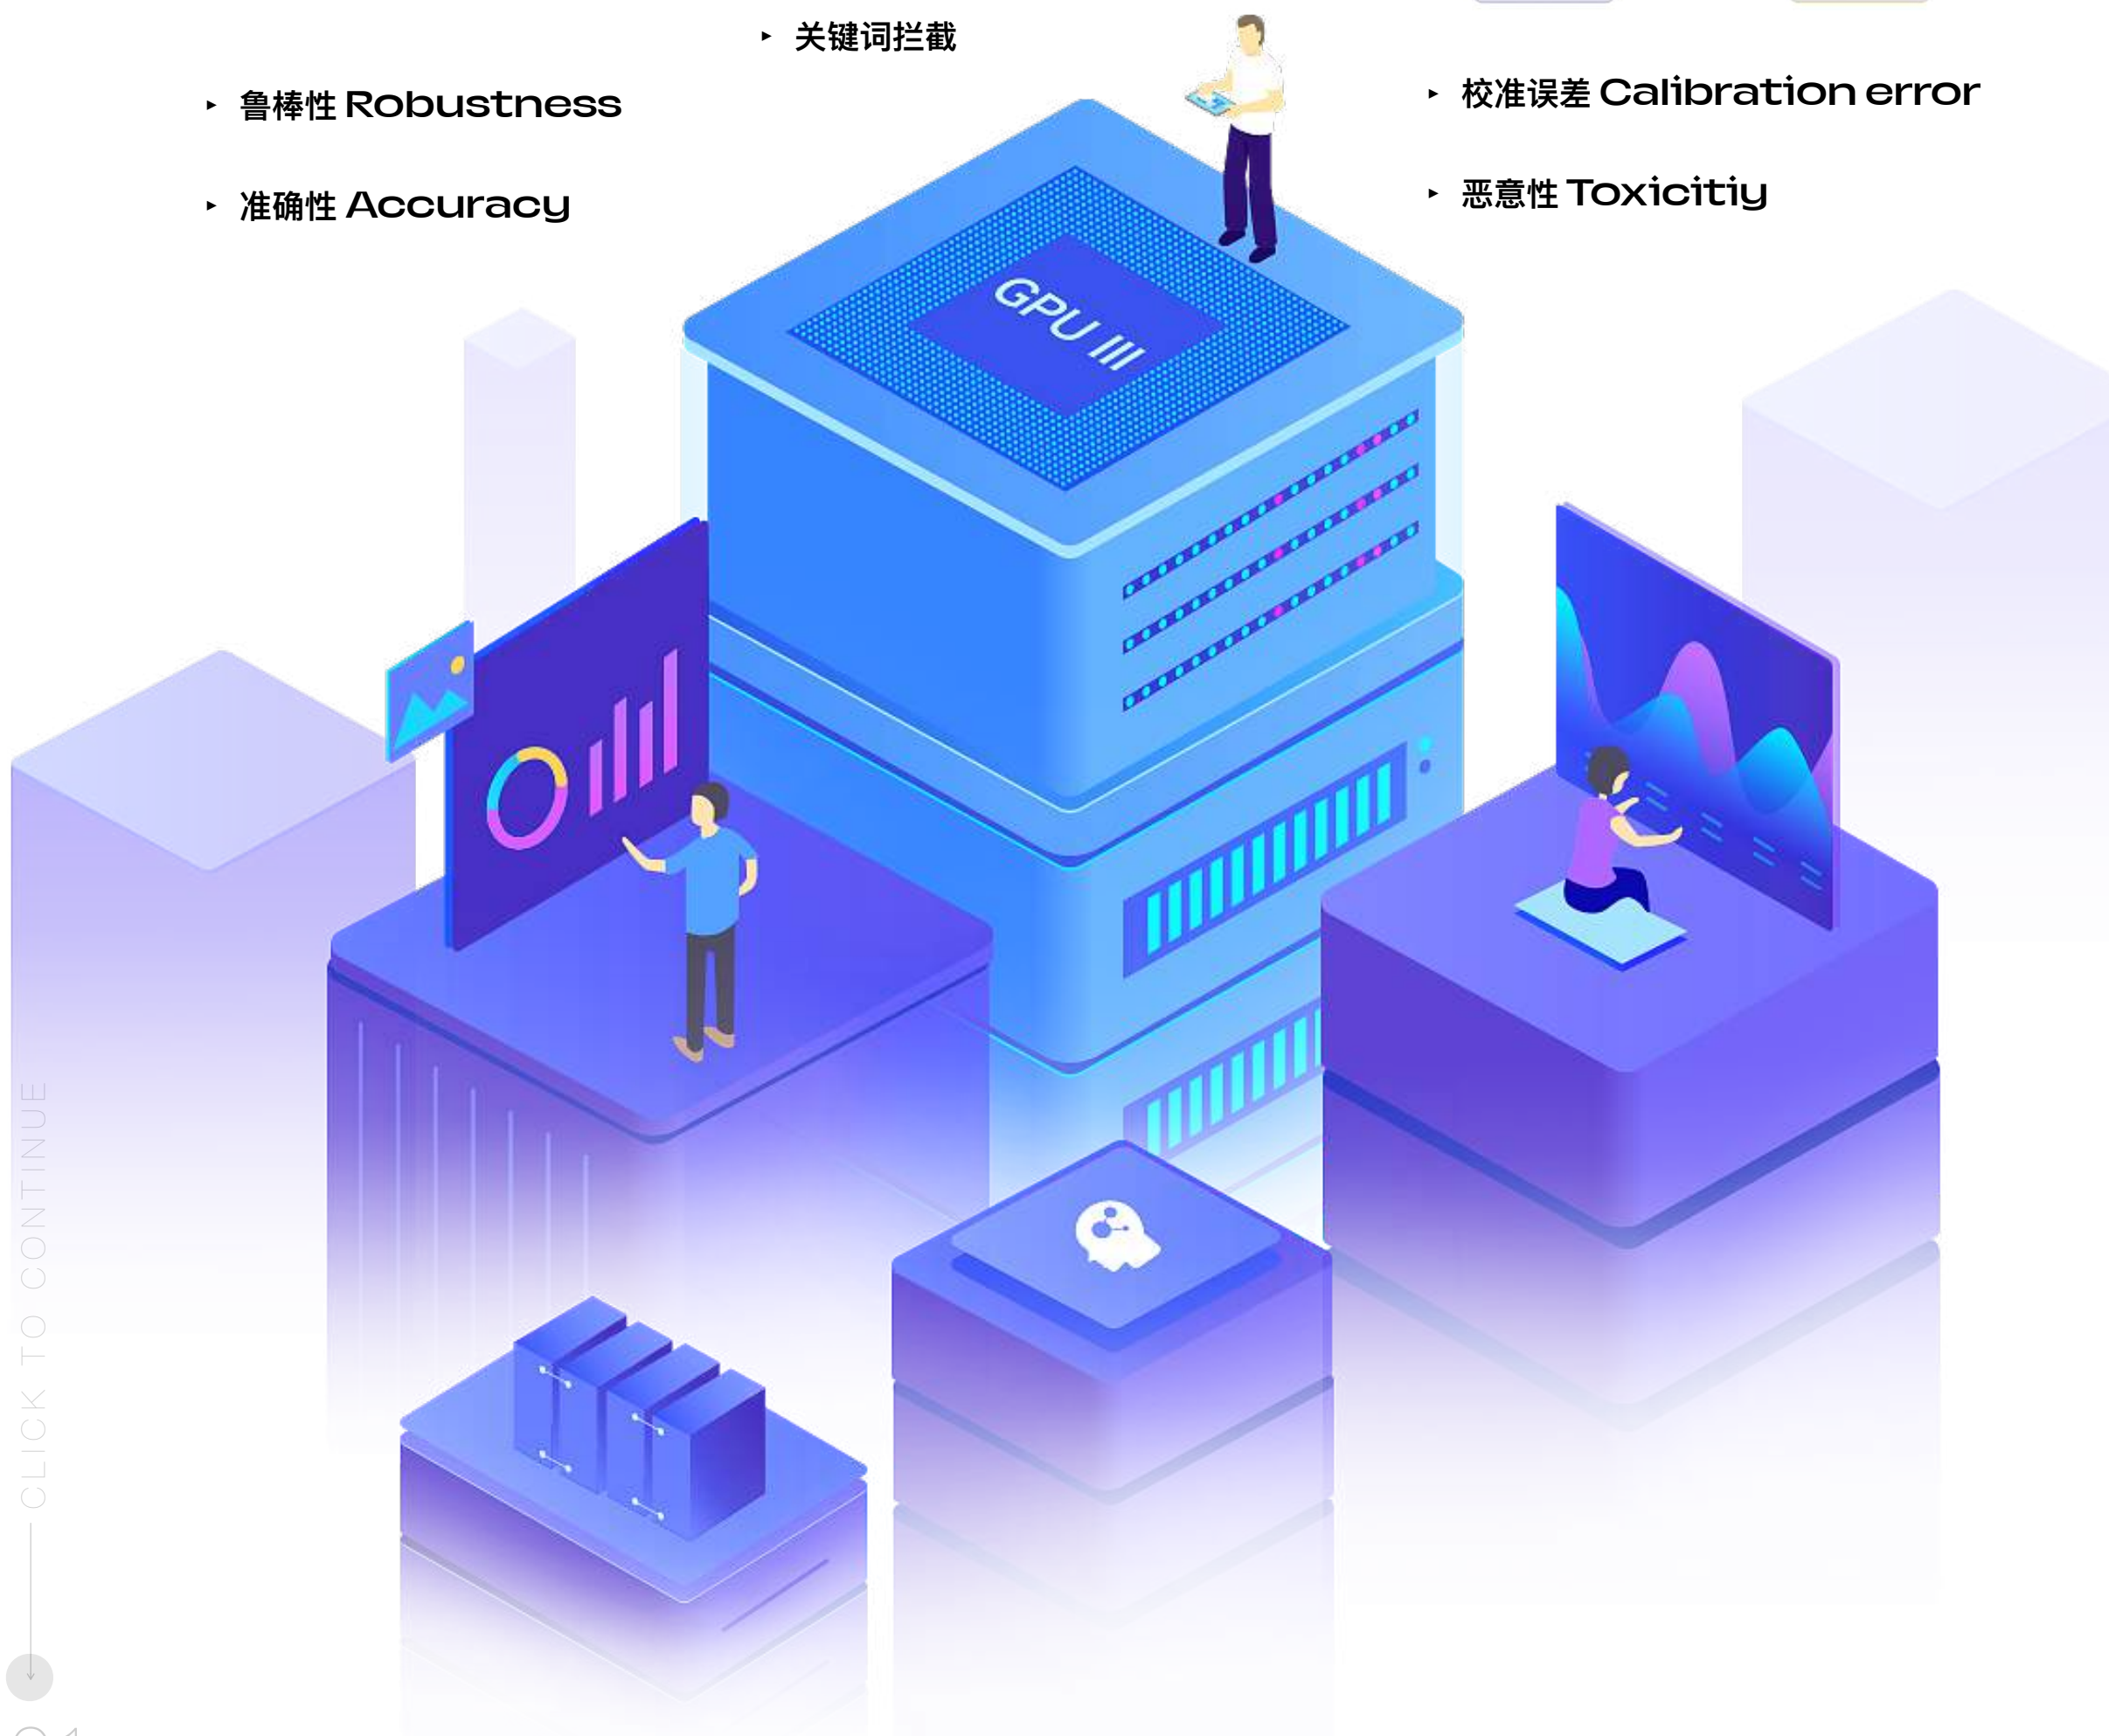 关键词拦截
鲁棒性 Robustness
准确性 Accuracy
校准误差 Calibration error
恶意性 Toxicitiy
GPU III
CLICK TO CONTINUE